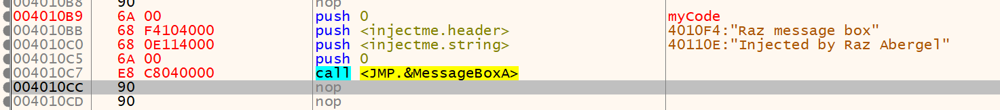 004010B8 90 nop
004010B9 6A 00 push 0 myCode
004010BB 68 F4104000 push <injectme.header> 4010F4:"Raz message box"
004010C0 68 0E114000 push <injectme.string> 40110E:"Injected by Raz Abergel"
004010C5 6A 00 push 0
004010C7 E8 C8040000 call <JMP.&MessageBoxA>
004010CC 90 nop
004010CD 90 nop